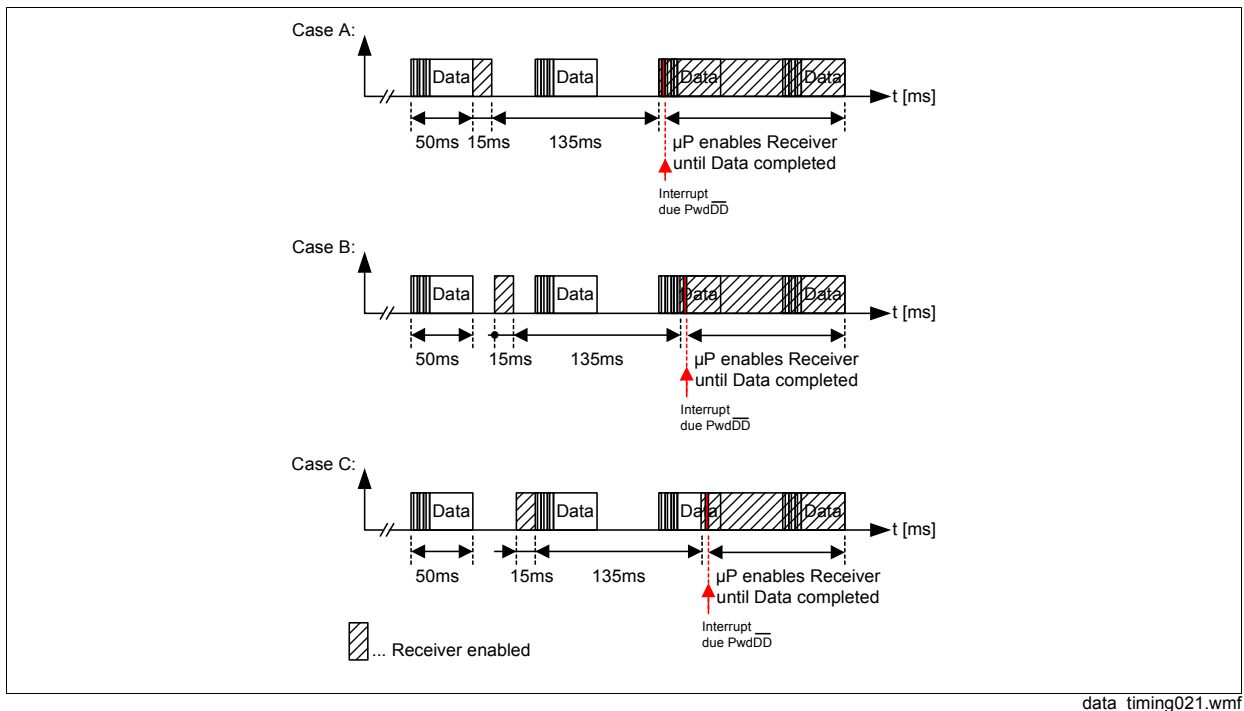 Case A:
Data
Data
Data
Data
t [ms]
50ms 15ms 135ms
µP enables Receiver
until Data completed
Interrupt
due PwdDD
Case B:
Data
Data
Data
Data
t [ms]
50ms 15ms 135ms
µP enables Receiver
until Data completed
Interrupt
due PwdDD
Case C:
Data
Data
Data
Data
t [ms]
50ms 15ms 135ms
µP enables Receiver
until Data completed
Interrupt
due PwdDD
... Receiver enabled
data_timing021.wmf